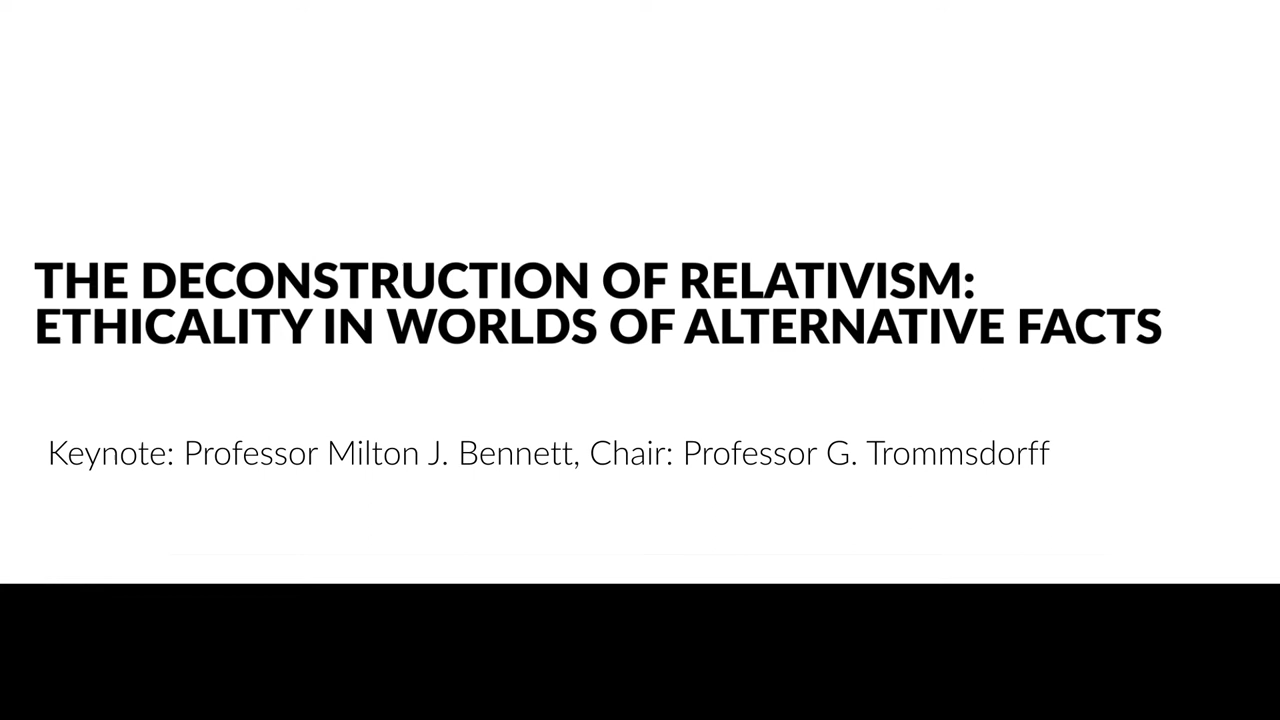 THE DECONSTRUCTION OF RELATIVISM:
ETHICALITY IN WORLDS OF ALTERNATIVE FACTS
Keynote: Professor Milton J. Bennett, Chair: Professor G. Trommsdorff